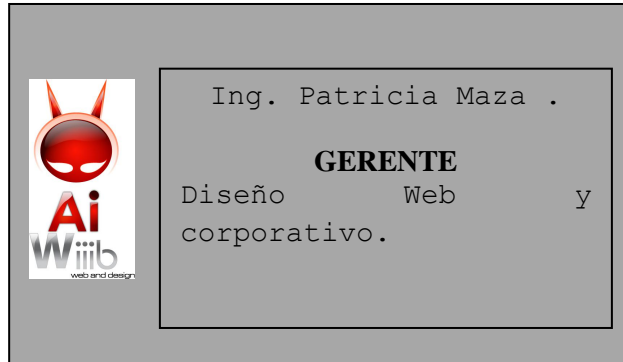 Ing. Patricia Maza .
GERENTE
Diseño Web y
corporativo.
Ai
Wiiib
web and design